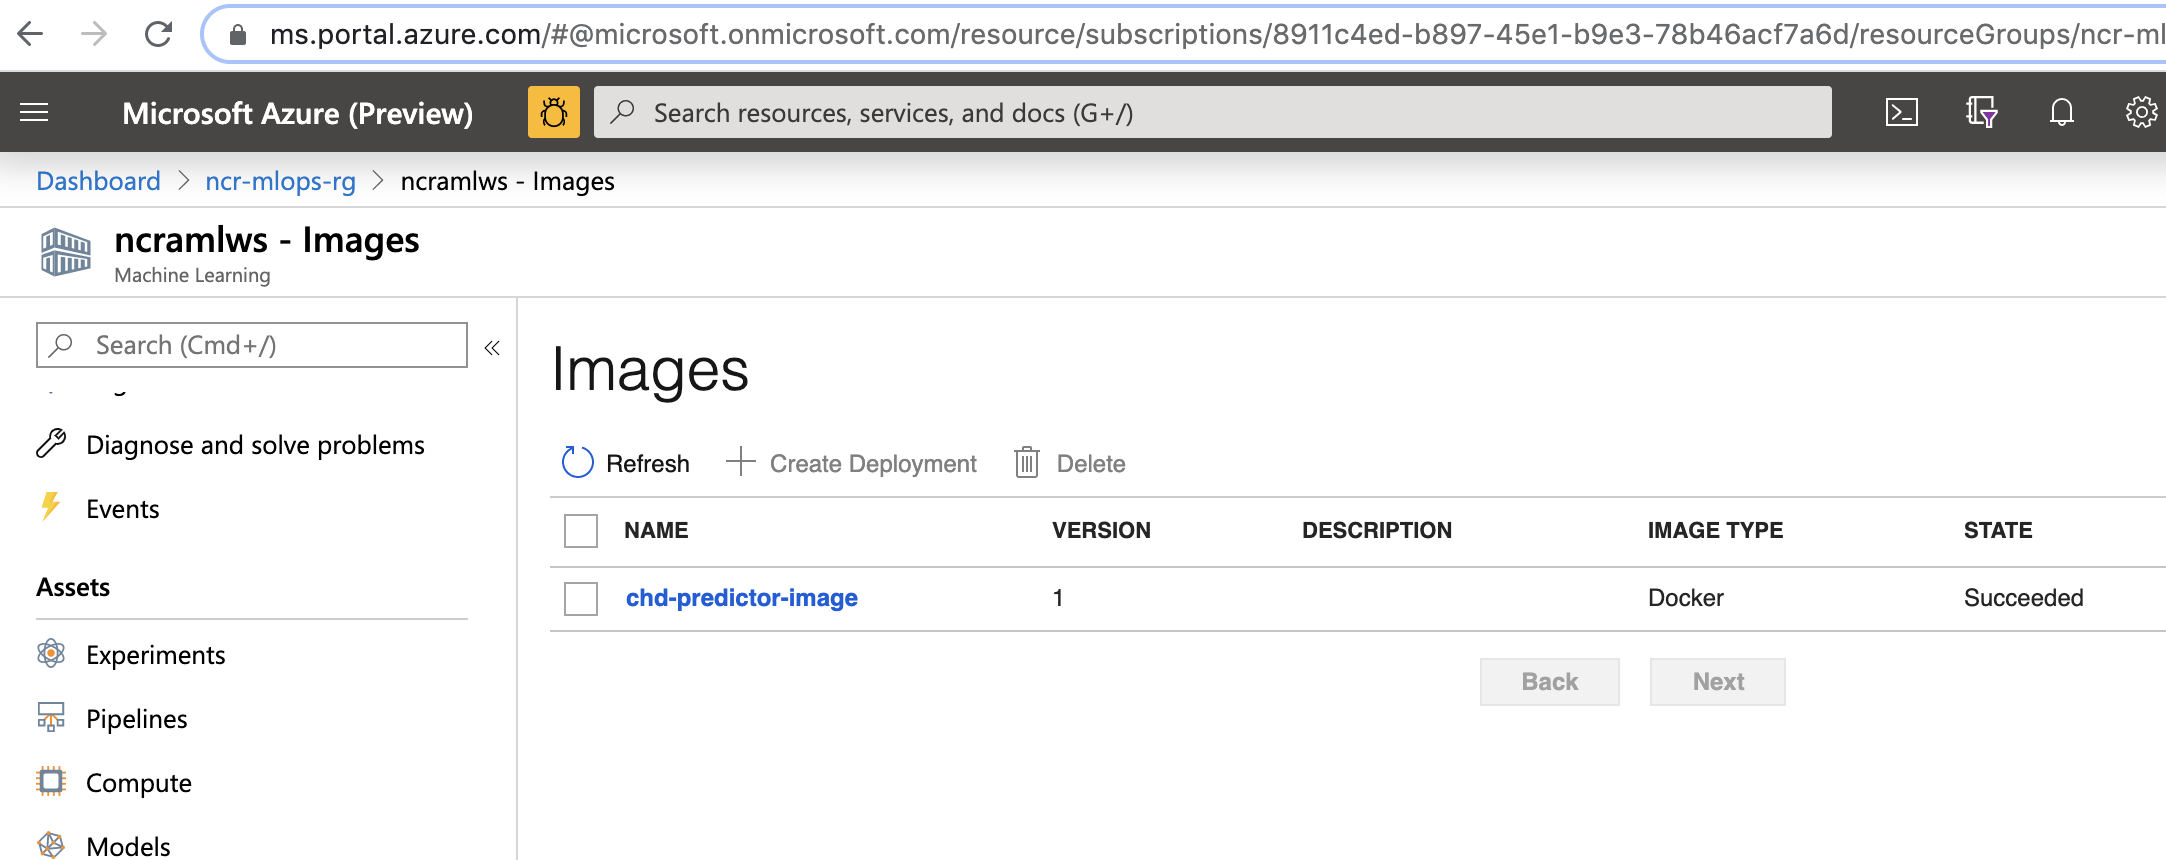 ms.portal.azure.com/#@microsoft.onmicrosoft.com/resource/subscriptions/8911c4ed-b897-45e1-b9e3-78b46acf7a6d/resourceGroups/ncr-ml
Microsoft Azure (Preview)
Search resources, services, and docs (G+/)
Dashboard > ncr-mlops-rg > ncramlws - Images
ncramlws - Images
Machine Learning
Search (Cmd+/)
«
Diagnose and solve problems
Events
Assets
Experiments
Pipelines
Compute
Models
Images
Refresh Create Deployment Delete
NAME VERSION DESCRIPTION IMAGE TYPE STATE
chd-predictor-image 1 Docker Succeeded
Back Next